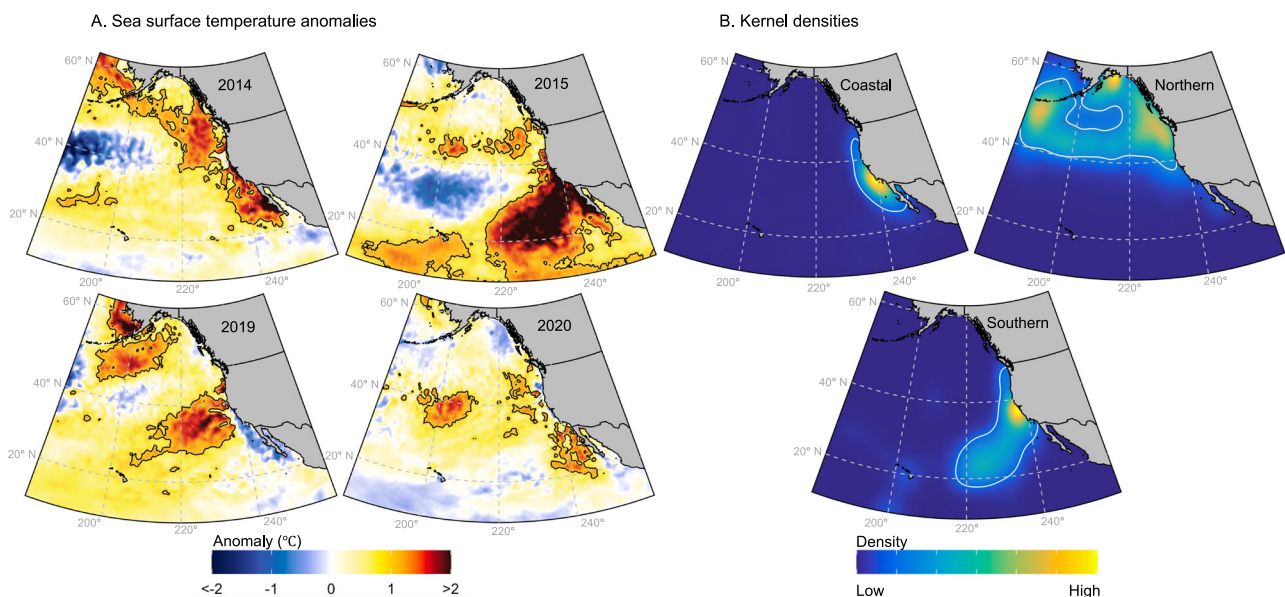 A. Sea surface temperature anomalies
B. Kernel densities
60° N
40° N
20° N
200°
220°
240°
2014
60° N
40° N
20° N
200°
220°
240°
2015
60° N
40° N
20° N
200°
220°
240°
Coastal
60° N
40° N
20° N
200°
220°
240°
Northern
60° N
40° N
20° N
200°
220°
240°
2019
60° N
40° N
20° N
200°
220°
240°
2020
60° N
40° N
20° N
200°
220°
240°
Southern
Anomaly (℃)
<-2 -1 0 1 >2
Density
Low High